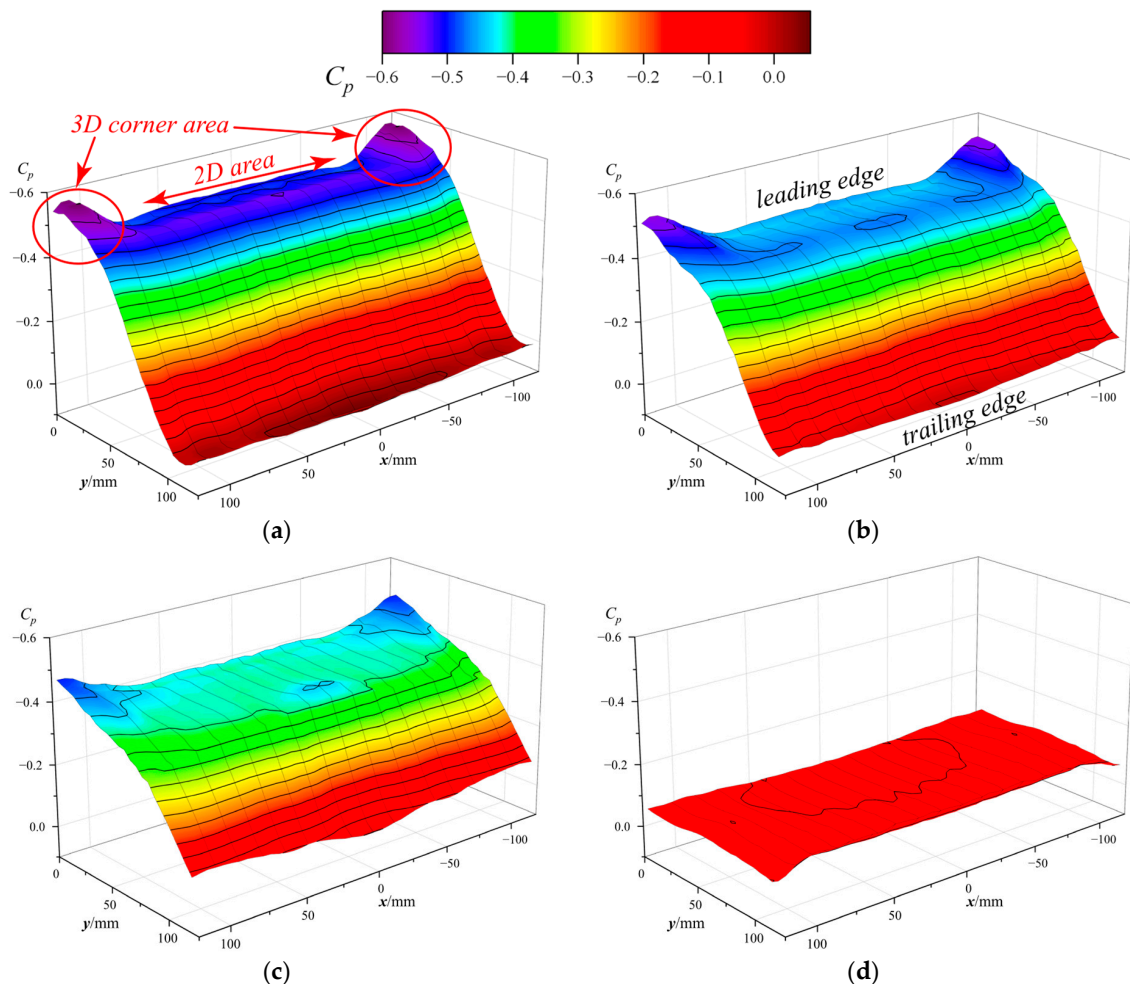 C_p −0.6 −0.5 −0.4 −0.3 −0.2 −0.1 0.0
3D corner area
2D area
C_p
−0.6
−0.4
−0.2
0.0
0
50
100
y/mm
100
50
0
−50
−100
x/mm
(a)
leading edge
trailing edge
C_p
−0.6
−0.4
−0.2
0.0
0
50
100
y/mm
100
50
0
−50
−100
x/mm
(b)
C_p
−0.6
−0.4
−0.2
0.0
0
50
100
y/mm
100
50
0
−50
−100
x/mm
(c)
C_p
−0.6
−0.4
−0.2
0.0
0
50
100
y/mm
100
50
0
−50
−100
x/mm
(d)